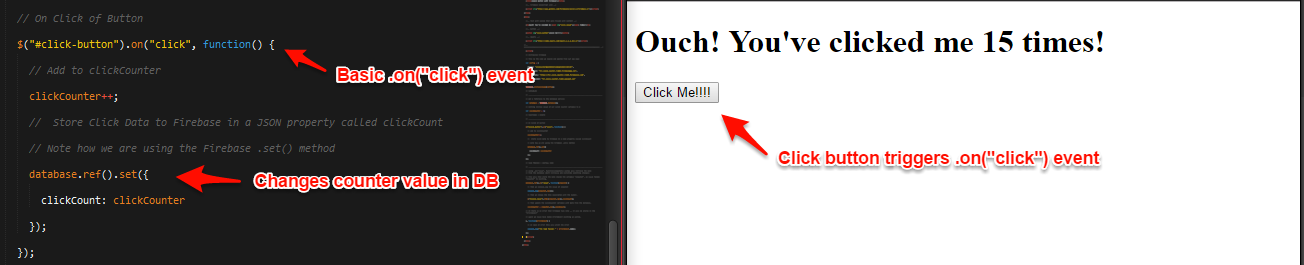 // On Click of Button
$("#click-button").on("click", function() {
Basic .on("click") event
// Add to clickCounter
clickCounter++;
//  Store Click Data to Firebase in a JSON property called clickCount
// Note how we are using the Firebase .set() method
database.ref().set({
Changes counter value in DB
clickCount: clickCounter
});
});
Ouch! You've clicked me 15 times!
Click Me!!!!
Click button triggers .on("click") event